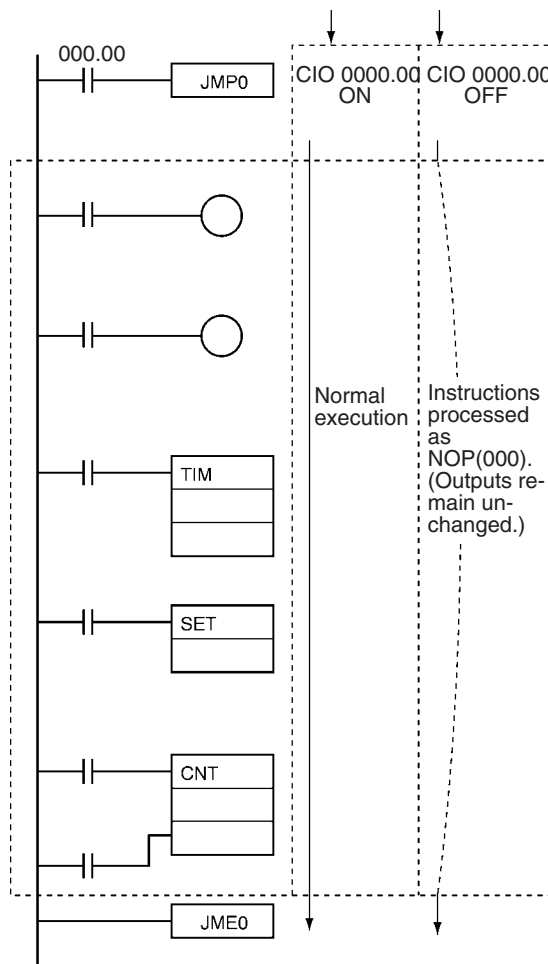 000.00
JMP0
CIO 0000.00
ON
CIO 0000.00
OFF
Normal
execution
Instructions
processed
as
NOP(000).
(Outputs re-
main un-
changed.)
TIM
SET
CNT
JME0